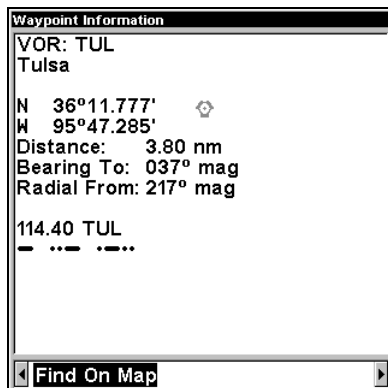 Waypoint Information
VOR: TUL
Tulsa
N 36º11.777'
W 95º47.285'
Distance: 3.80 nm
Bearing To: 037º mag
Radial From: 217º mag
114.40 TUL
– ··– ·–··
Find On Map